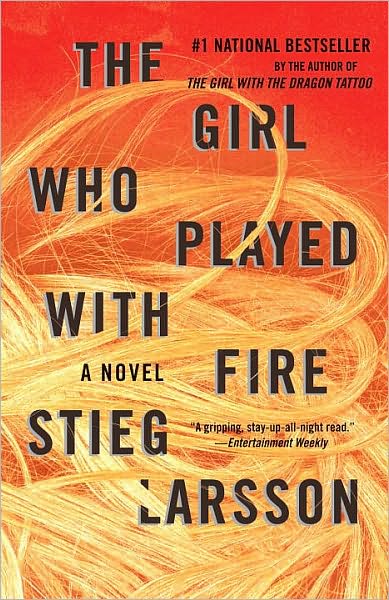 #1 NATIONAL BESTSELLER
BY THE AUTHOR OF
THE GIRL WITH THE DRAGON TATTOO
THE
GIRL
WHO
PLAYED
WITH
FIRE
A NOVEL
STIEG
LARSSON
"A gripping, stay-up-all-night read."
—Entertainment Weekly